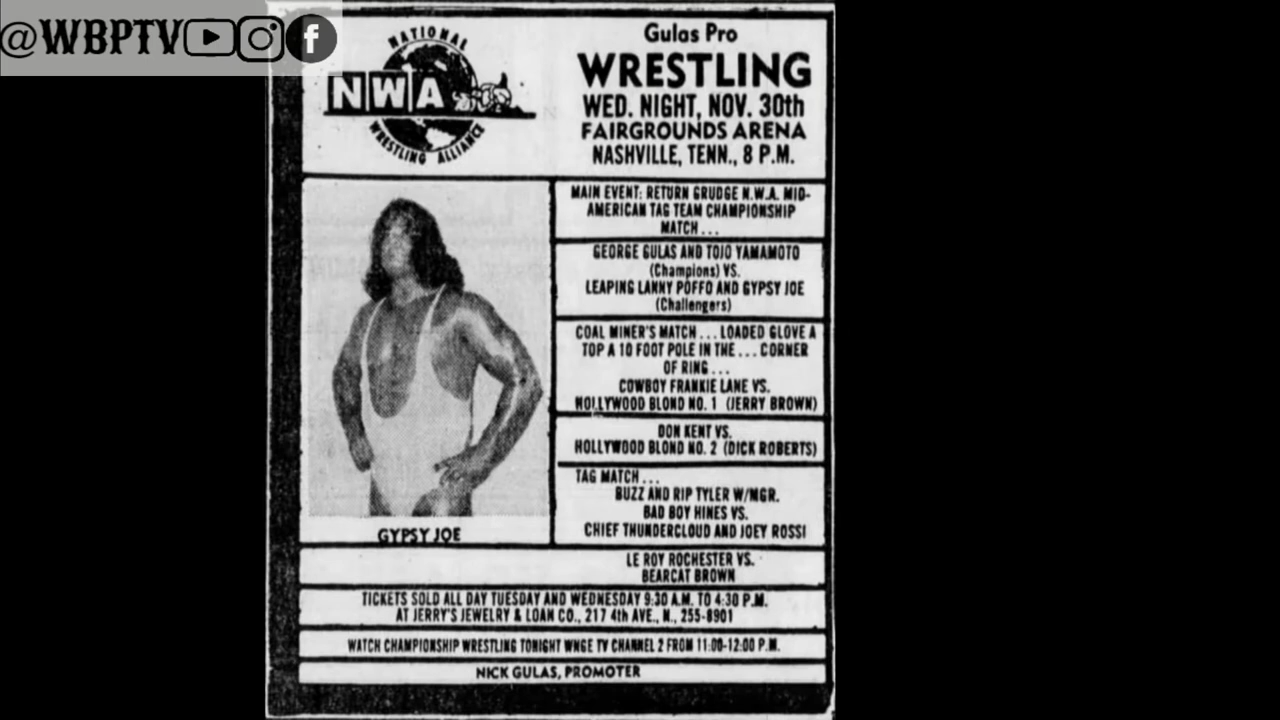 @WBPTV
f
NATIONAL
NWA
WRESTLING ALLIANCE
Gulas Pro
WRESTLING
WED. NIGHT, NOV. 30th
FAIRGROUNDS ARENA
NASHVILLE, TENN., 8 P.M.
MAIN EVENT: RETURN GRUDGE N.W.A. MID-
AMERICAN TAG TEAM CHAMPIONSHIP
MATCH...
GEORGE GULAS AND TOJO YAMAMOTO
(Champions) VS.
LEAPING LANNY POFFO AND GYPSY JOE
(Challengers)
COAL MINER'S MATCH...LOADED GLOVE A
TOP A 10 FOOT POLE IN THE...CORNER
OF RING...
COWBOY FRANKIE LANE VS.
HOLLYWOOD BLOND NO. 1 (JERRY BROWN)
DON KENT VS.
HOLLYWOOD BLOND NO. 2 (DICK ROBERTS)
TAG MATCH...
BUZZ AND RIP TYLER W/MGR.
BAD BOY HINES VS.
CHIEF THUNDERCLOUD AND JOEY ROSSI
GYPSY JOE
LE ROY ROCHESTER VS.
BEARCAT BROWN
TICKETS SOLD ALL DAY TUESDAY AND WEDNESDAY 9:30 A.M. TO 4:30 P.M.
AT JERRY'S JEWELRY & LOAN CO., 217 4th AVE., N., 255-8901
WATCH CHAMPIONSHIP WRESTLING TONIGHT WNGE TV CHANNEL 2 FROM 11:00-12:00 P.M.
NICK GULAS, PROMOTER